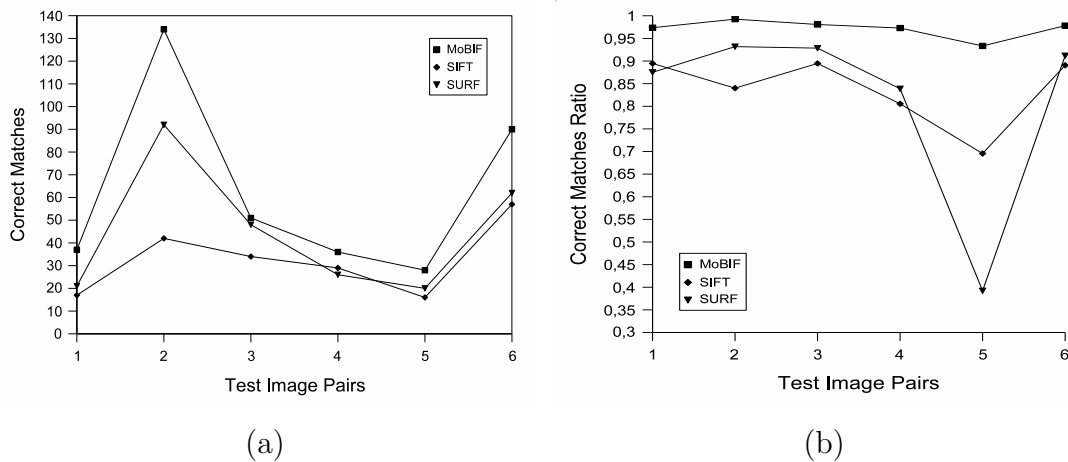 140
130
120
110
100
90
80
70
60
50
40
30
20
10
0
Correct Matches
MoBIF
SIFT
SURF
1 2 3 4 5 6
Test Image Pairs
(a)
1
0,95
0,9
0,85
0,8
0,75
0,7
0,65
0,6
0,55
0,5
0,45
0,4
0,35
0,3
Correct Matches Ratio
MoBIF
SIFT
SURF
1 2 3 4 5 6
Test Image Pairs
(b)